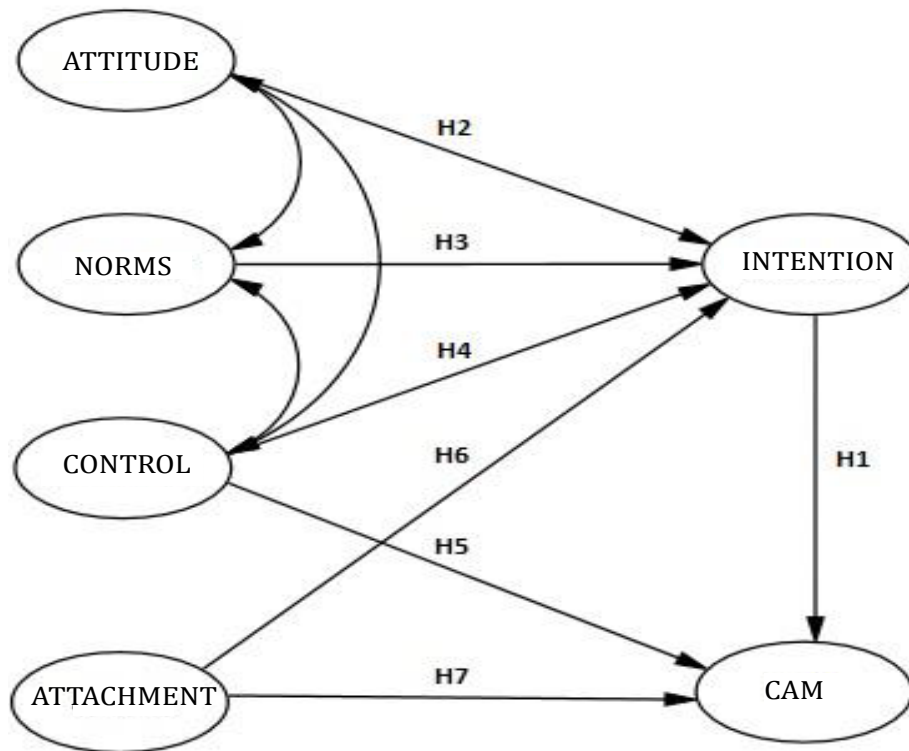 ATTITUDE
H2
NORMS
H3
INTENTION
H4
CONTROL
H6
H1
H5
ATTACHMENT
H7
CAM